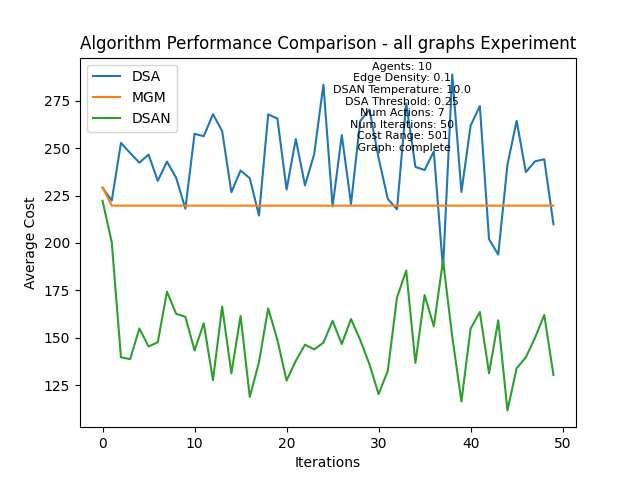 Algorithm Performance Comparison - all graphs Experiment
DSA
MGM
DSAN
Agents: 10
Edge Density: 0.1
DSAN Temperature: 10.0
DSA Threshold: 0.25
Num Actions: 7
Num Iterations: 50
Cost Range: 501
Graph: complete
275
250
225
200
175
150
125
Average Cost
0
10
20
30
40
50
Iterations